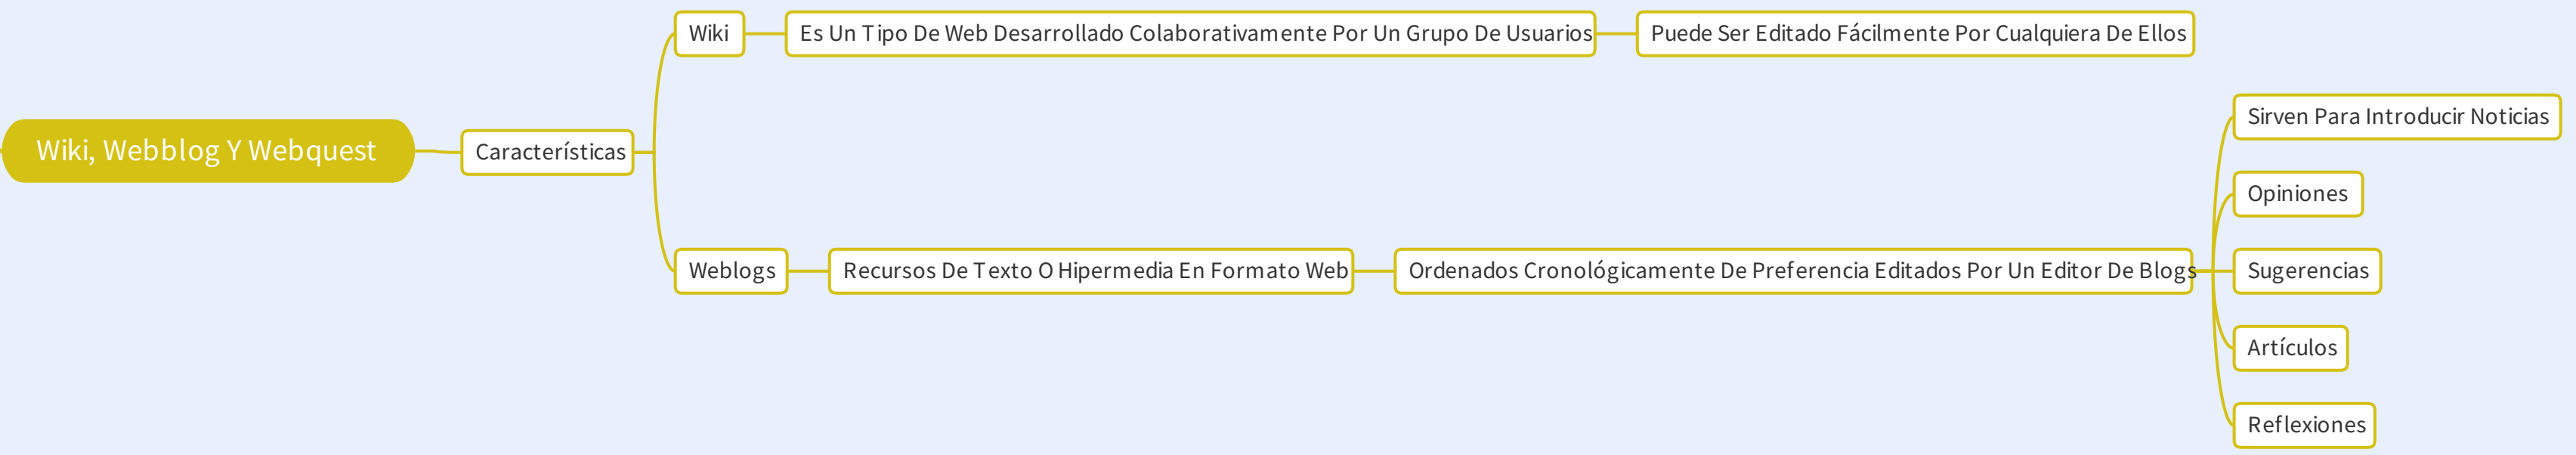 Wiki, Webblog Y Webquest
Características
Wiki
Es Un Tipo De Web Desarrollado Colaborativamente Por Un Grupo De Usuarios
Puede Ser Editado Fácilmente Por Cualquiera De Ellos
Weblogs
Recursos De Texto O Hipermedia En Formato Web
Ordenados Cronológicamente De Preferencia Editados Por Un Editor De Blogs
Sirven Para Introducir Noticias
Opiniones
Sugerencias
Artículos
Reflexiones